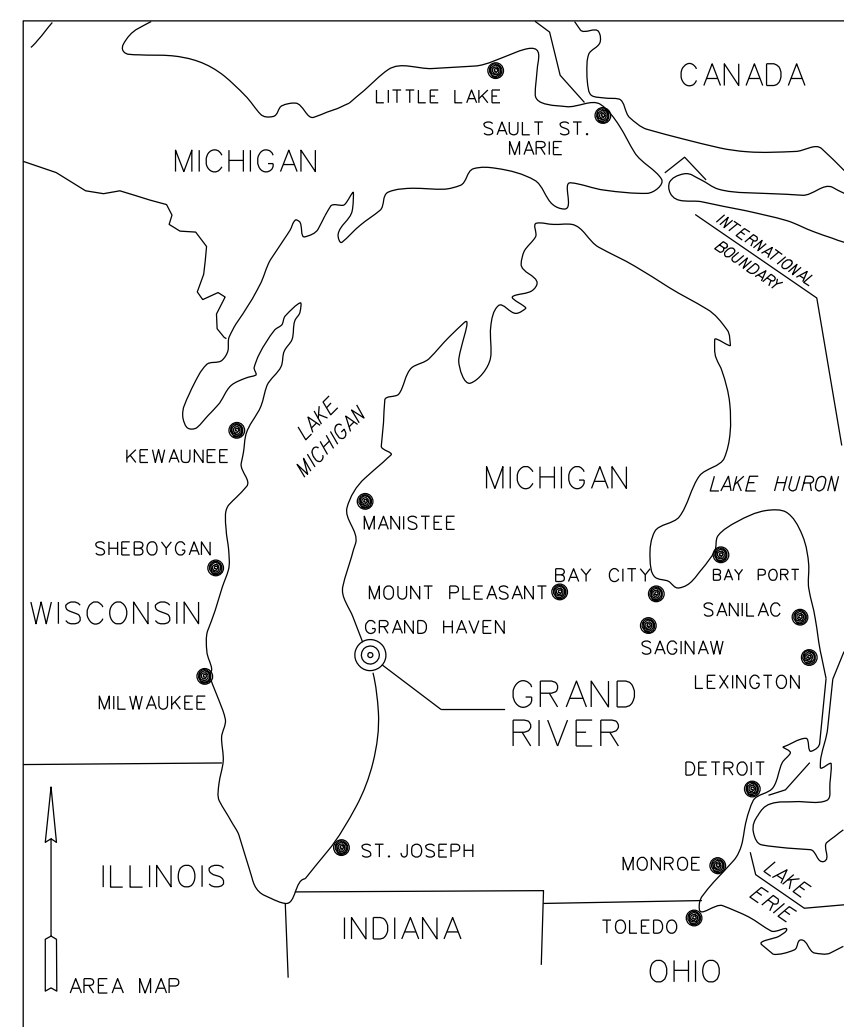 CANADA
LITTLE LAKE
SAULT ST.
MARIE
MICHIGAN
INTERNATIONAL
BOUNDARY
LAKE
MICHIGAN
KEWAUNEE
MICHIGAN
LAKE HURON
MANISTEE
SHEBOYGAN
BAY CITY
BAY PORT
MOUNT PLEASANT
WISCONSIN
SANILAC
GRAND HAVEN
SAGINAW
LEXINGTON
MILWAUKEE
GRAND
RIVER
DETROIT
ST. JOSEPH
MONROE
ILLINOIS
LAKE
ERIE
INDIANA
TOLEDO
OHIO
AREA MAP